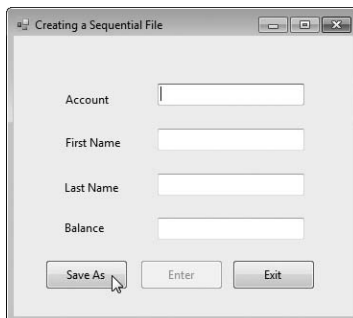 Creating a Sequential File
Account
First Name
Last Name
Balance
Save As Enter Exit